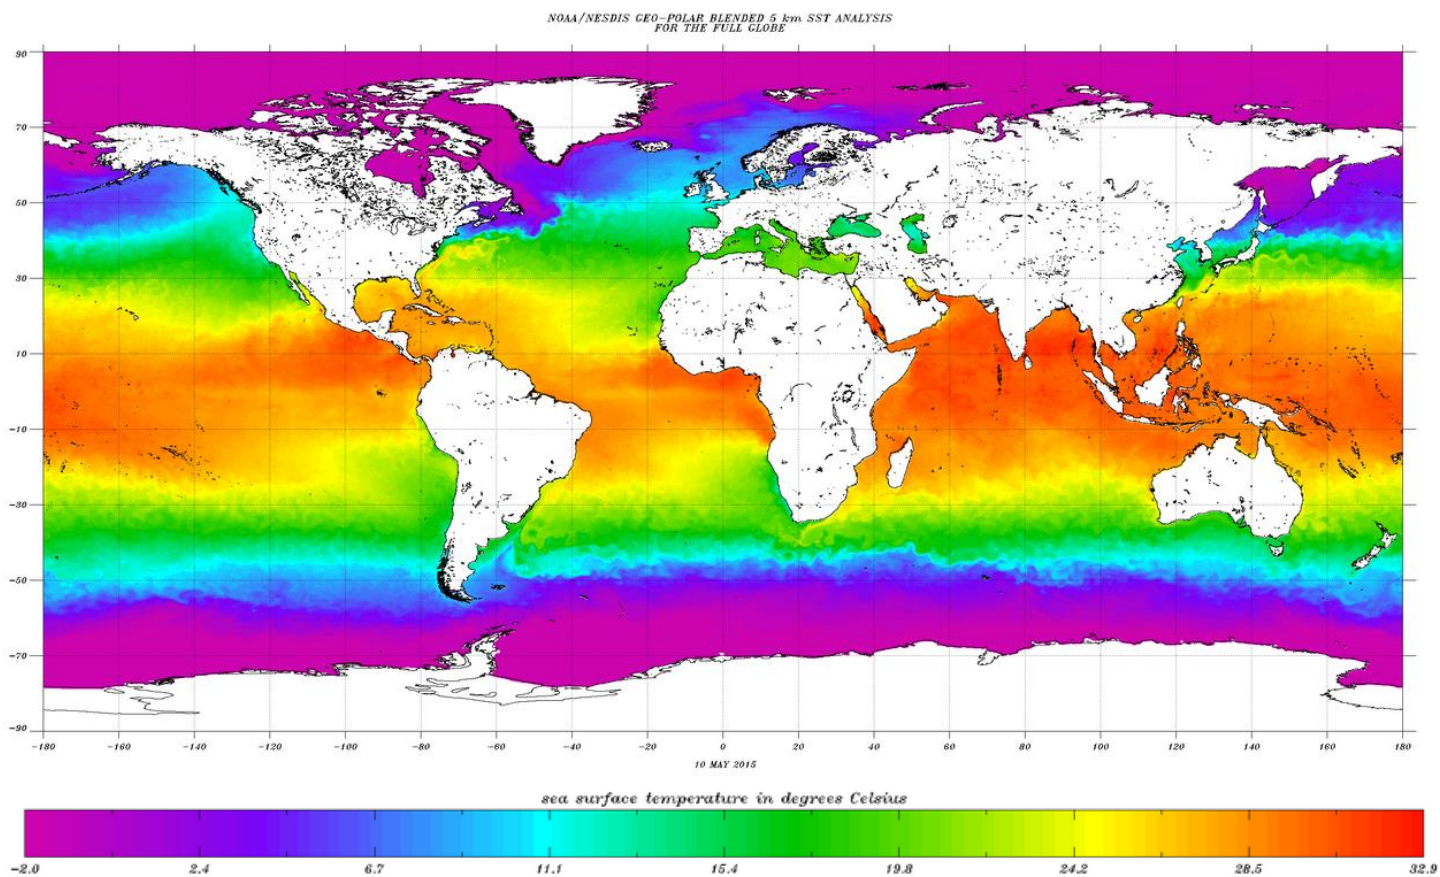 NOAA/NESDIS GEO-POLAR BLENDED 5 km SST ANALYSIS
FOR THE FULL GLOBE
90
70
50
30
10
-10
-30
-50
-70
-90
-180 -160 -140 -120 -100 -80 -60 -40 -20 0 20 40 60 80 100 120 140 160 180
10 MAY 2015
sea surface temperature in degrees Celsius
-2.0 2.4 6.7 11.1 15.4 19.8 24.2 28.5 32.9